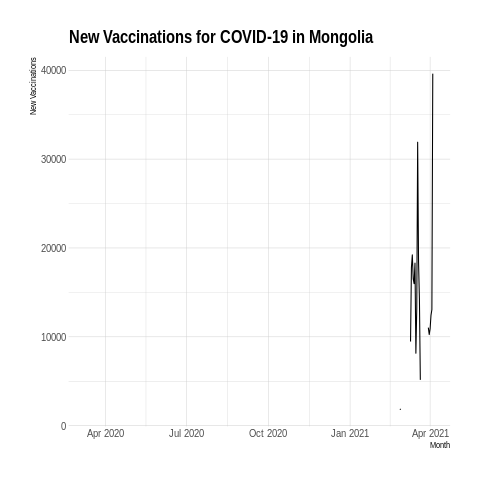 New Vaccinations for COVID-19 in Mongolia
New Vaccinations
40000
30000
20000
10000
0
Apr 2020 Jul 2020 Oct 2020 Jan 2021 Apr 2021
Month